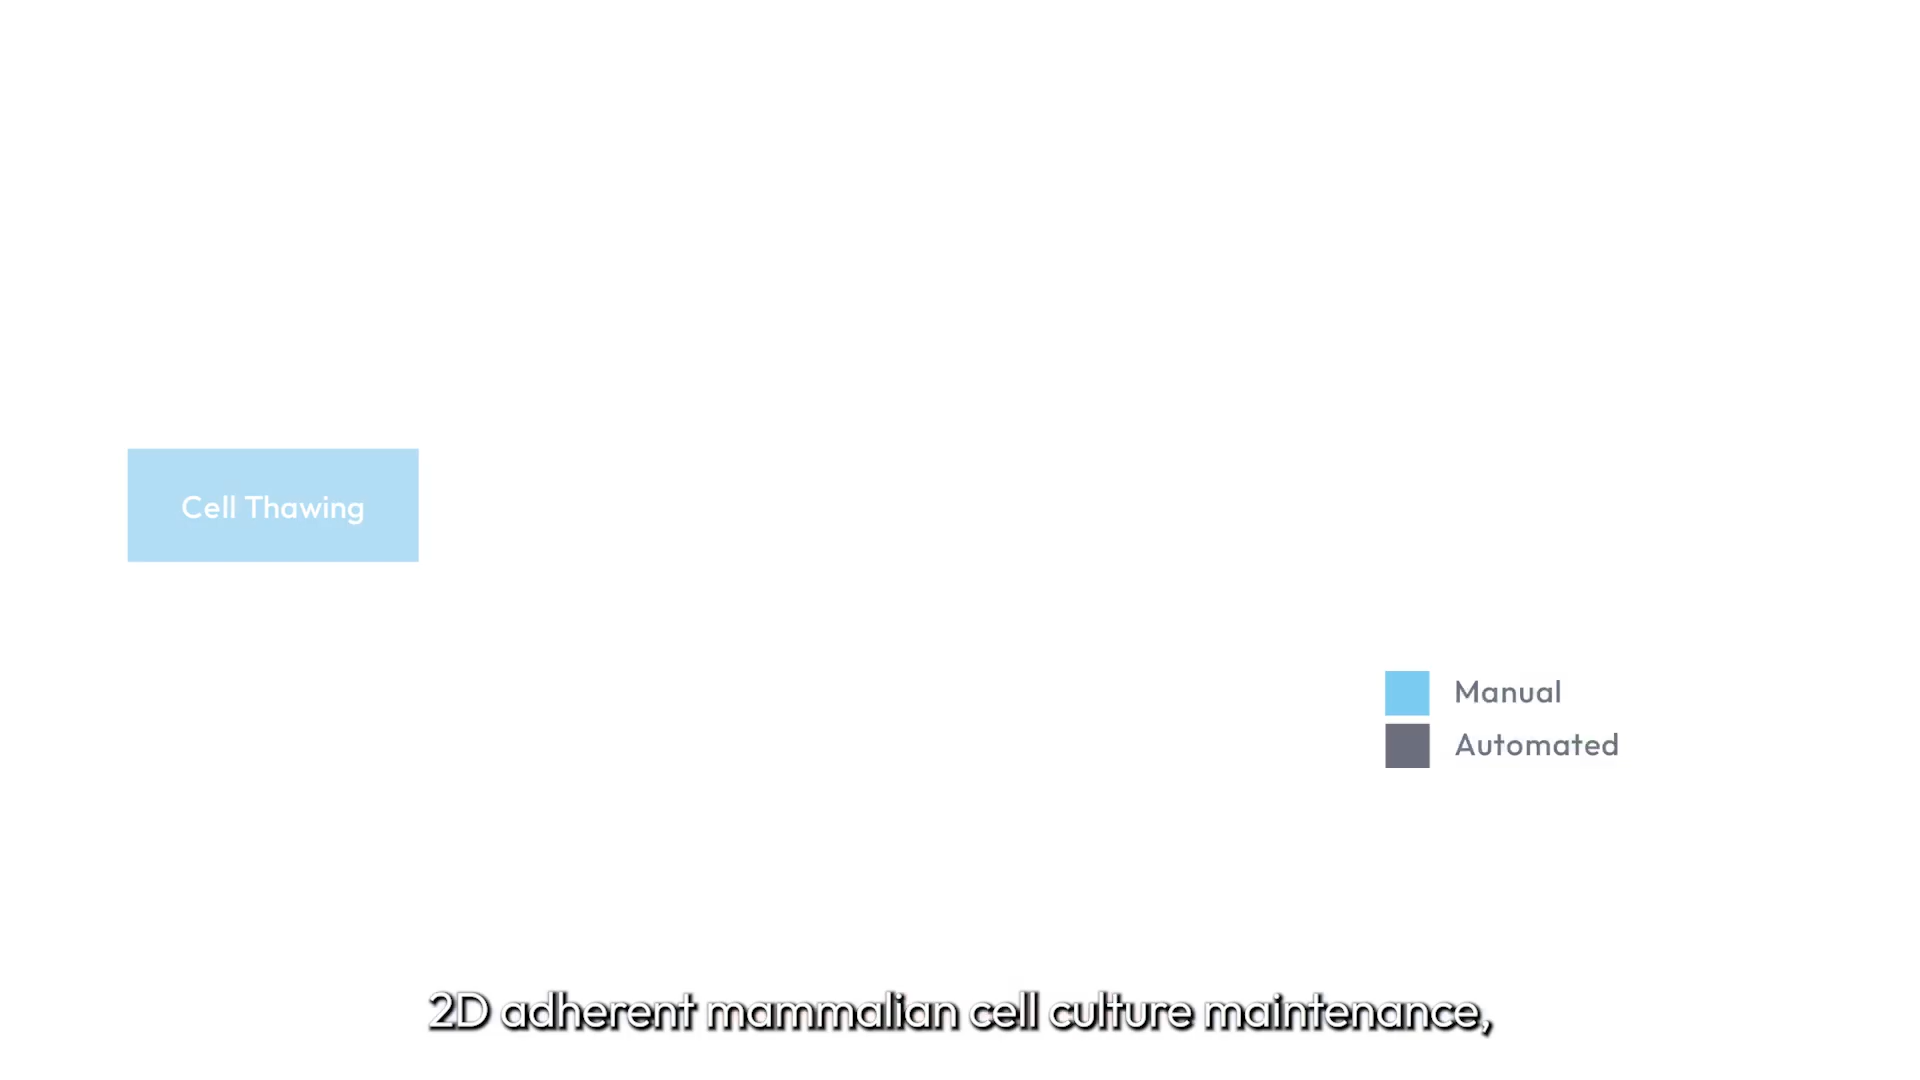 Cell Thawing
Manual
Automated
2D adherent mammalian cell culture maintenance,